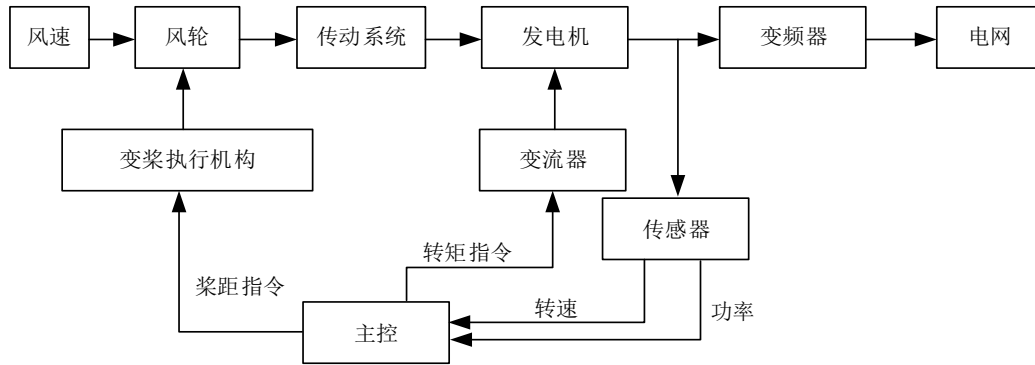 风速
风轮
传动系统
发电机
变频器
电网
变桨执行机构
变流器
传感器
转矩指令
桨距指令
转速
功率
主控